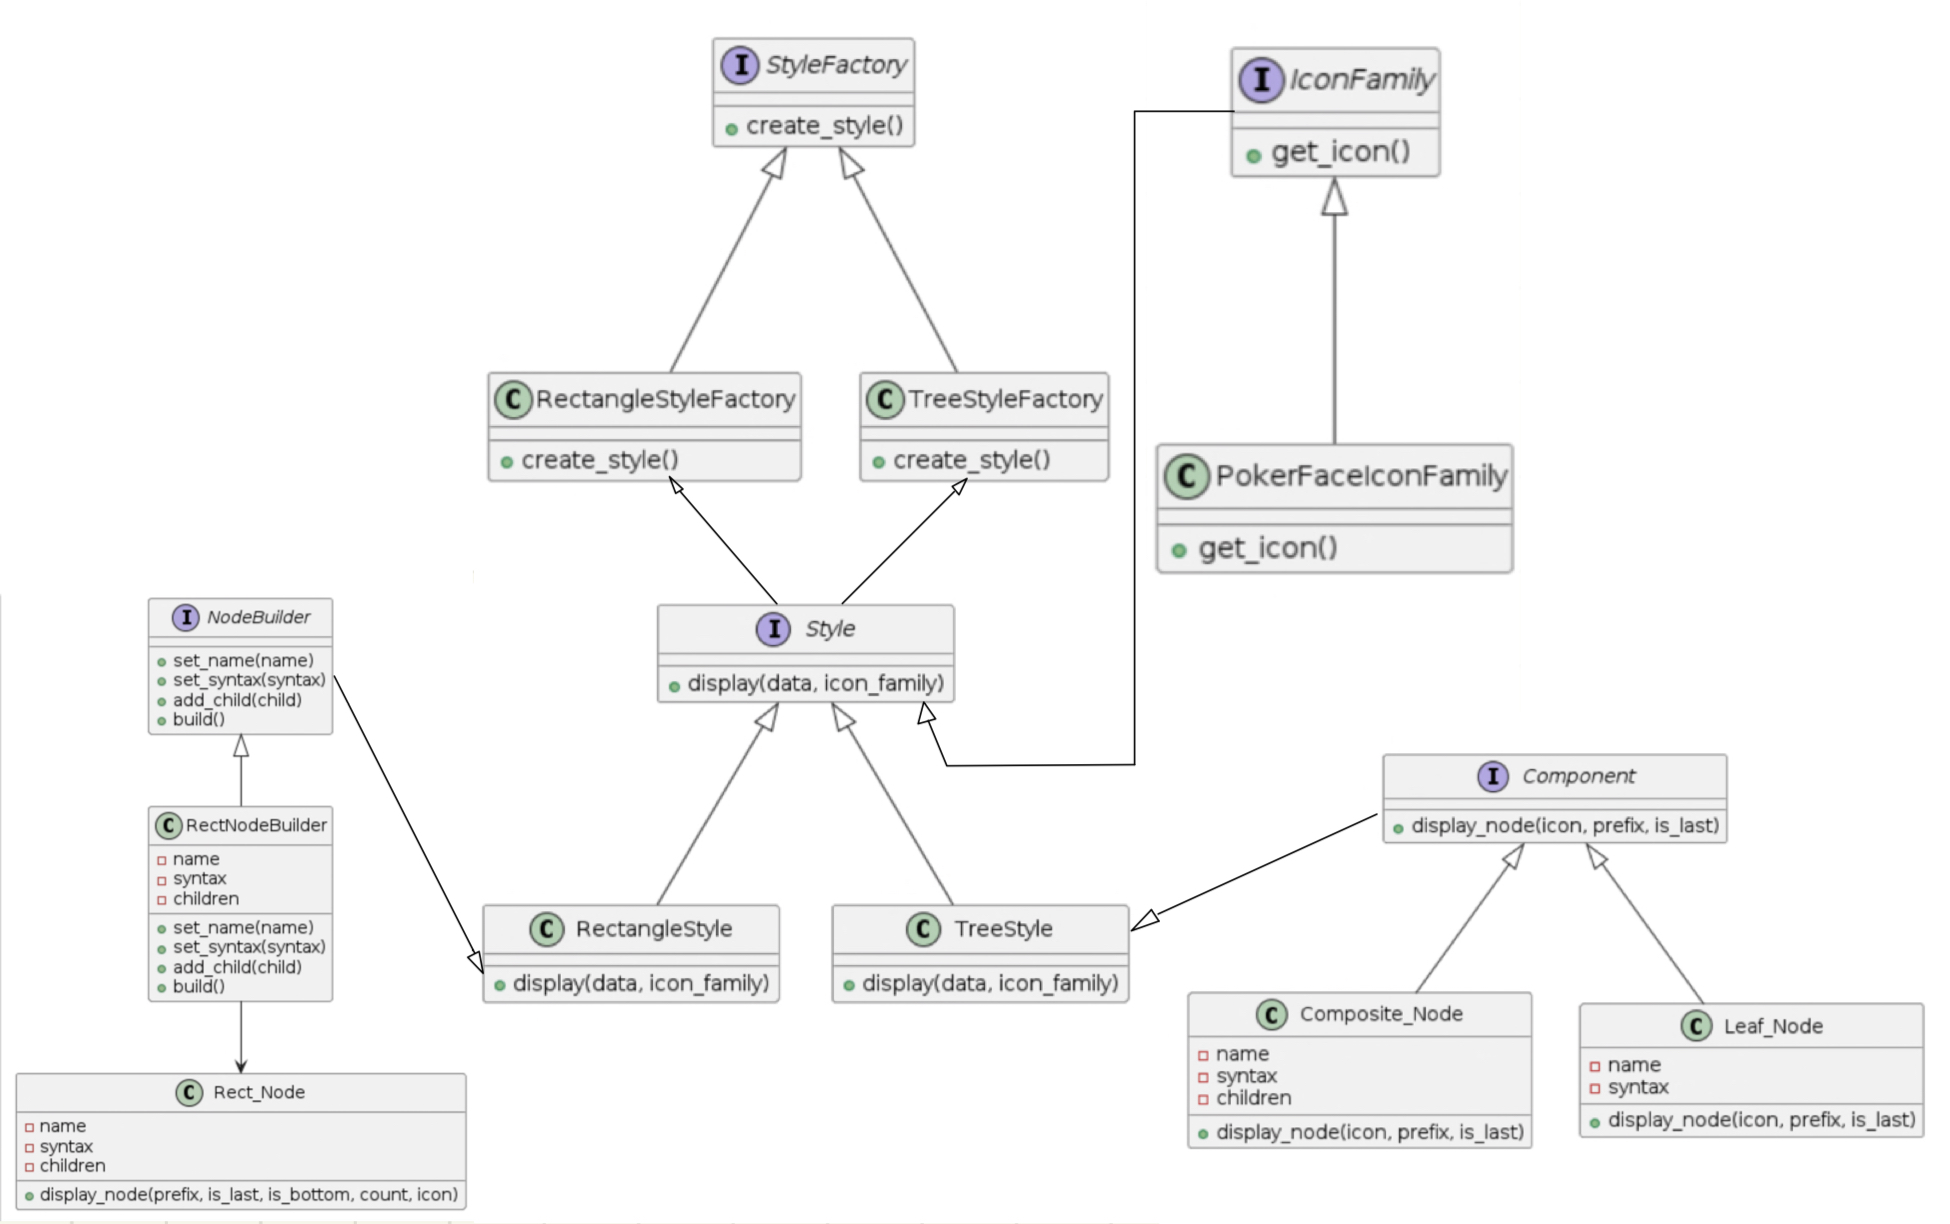 I StyleFactory
create_style()
I IconFamily
get_icon()
C RectangleStyleFactory
create_style()
C TreeStyleFactory
create_style()
C PokerFaceIconFamily
get_icon()
I NodeBuilder
set_name(name)
set_syntax(syntax)
add_child(child)
build()
I Style
display(data, icon_family)
C RectNodeBuilder
name
syntax
children
set_name(name)
set_syntax(syntax)
add_child(child)
build()
I Component
display_node(icon, prefix, is_last)
C RectangleStyle
display(data, icon_family)
C TreeStyle
display(data, icon_family)
C Composite_Node
name
syntax
children
display_node(icon, prefix, is_last)
C Leaf_Node
name
syntax
display_node(icon, prefix, is_last)
C Rect_Node
name
syntax
children
display_node(prefix, is_last, is_bottom, count, icon)